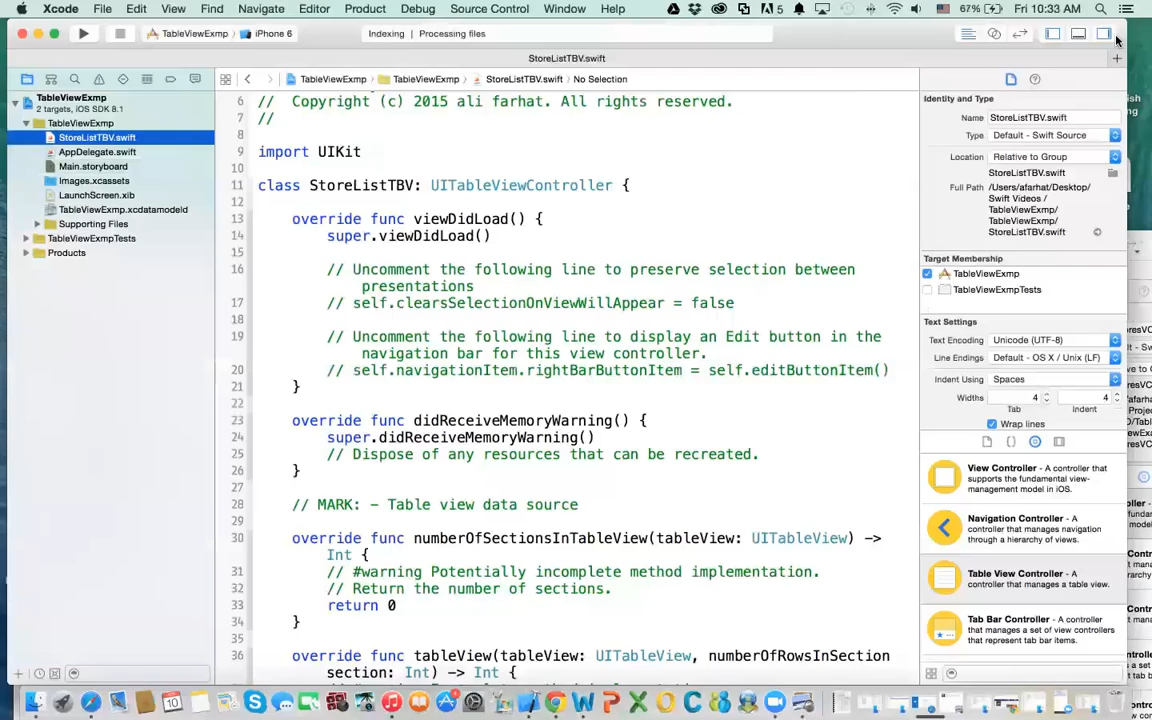 Xcode File Edit View Find Navigate Editor Product Debug Source Control Window Help 5 67% Fri 10:33 AM
TableViewExmp iPhone 6 Indexing | Processing files
StoreListTBV.swift
TableViewExmp TableViewExmp StoreListTBV.swift No Selection
TableViewExmp
2 targets, iOS SDK 8.1
TableViewExmp
StoreListTBV.swift
AppDelegate.swift
Main.storyboard
Images.xcassets
LaunchScreen.xib
TableViewExmp.xcdatamodeld
Supporting Files
TableViewExmpTests
Products
6 // Copyright (c) 2015 ali farhat. All rights reserved.
7 //
8
9 import UIKit
10
11 class StoreListTBV: UITableViewController {
12
13 override func viewDidLoad() {
14 super.viewDidLoad()
15
16 // Uncomment the following line to preserve selection between
presentations
17 // self.clearsSelectionOnViewWillAppear = false
18
19 // Uncomment the following line to display an Edit button in the
navigation bar for this view controller.
20 // self.navigationItem.rightBarButtonItem = self.editButtonItem()
21 }
22
23 override func didReceiveMemoryWarning() {
24 super.didReceiveMemoryWarning()
25 // Dispose of any resources that can be recreated.
26 }
27
28 // MARK: - Table view data source
29
30 override func numberOfSectionsInTableView(tableView: UITableView) ->
Int {
31 // #warning Potentially incomplete method implementation.
32 // Return the number of sections.
33 return 0
34 }
35
36 override func tableView(tableView: UITableView, numberOfRowsInSection
section: Int) -> Int {
Identity and Type
Name StoreListTBV.swift
Type Default - Swift Source
Location Relative to Group
StoreListTBV.swift
Full Path /Users/afarhat/Desktop/
Swift Videos /
TableViewExmp/
TableViewExmp/
StoreListTBV.swift
Target Membership
TableViewExmp
TableViewExmpTests
Text Settings
Text Encoding Unicode (UTF-8)
Line Endings Default - OS X / Unix (LF)
Indent Using Spaces
Widths 4 4
Tab Indent
Wrap lines
View Controller - A controller that
supports the fundamental view-
management model in iOS.
Navigation Controller - A
controller that manages navigation
through a hierarchy of views.
Table View Controller - A
controller that manages a table view.
Tab Bar Controller - A controller
that manages a set of view controllers
that represent tab bar items.